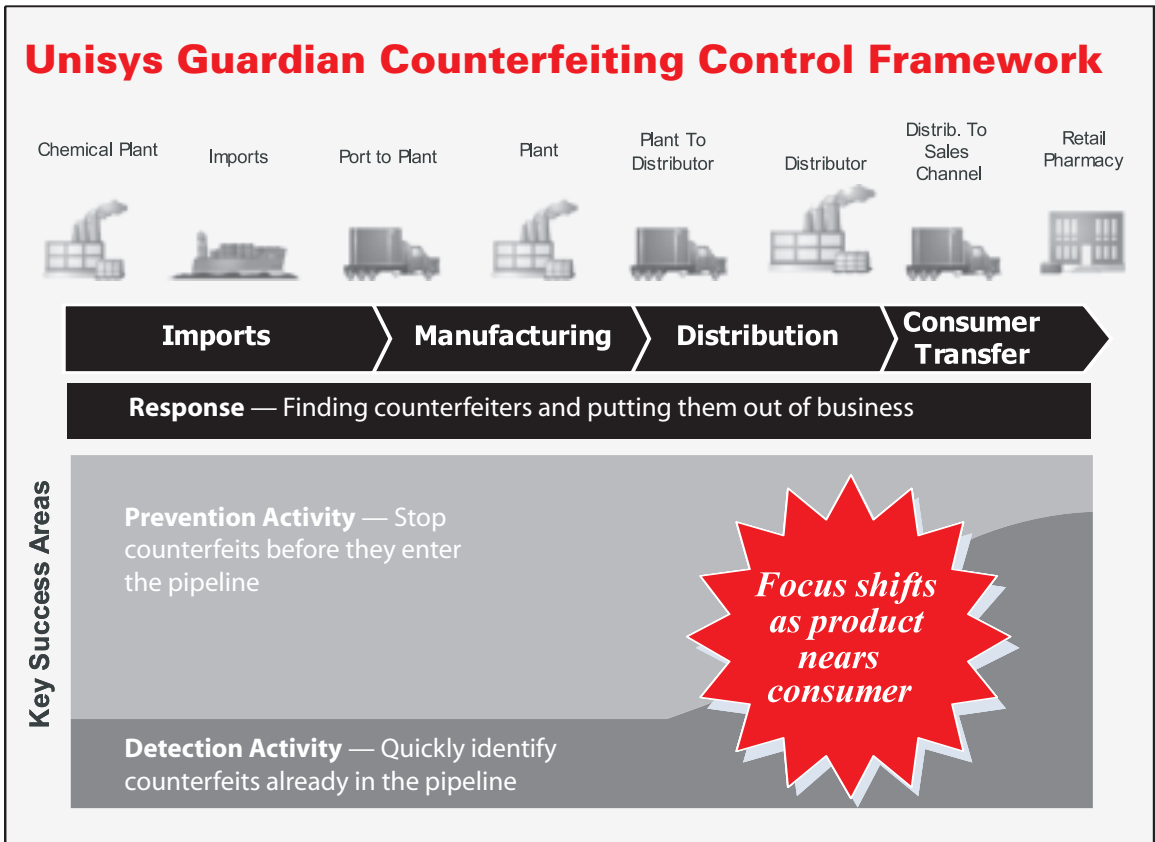 Unisys Guardian Counterfeiting Control Framework
Chemical Plant
Imports
Port to Plant
Plant
Plant To
Distributor
Distributor
Distrib. To
Sales
Channel
Retail
Pharmacy
Imports
Manufacturing
Distribution
Consumer
Transfer
Response — Finding counterfeiters and putting them out of business
Key Success Areas
Prevention Activity — Stop
counterfeits before they enter
the pipeline
Focus shifts
as product
nears
consumer
Detection Activity — Quickly identify
counterfeits already in the pipeline